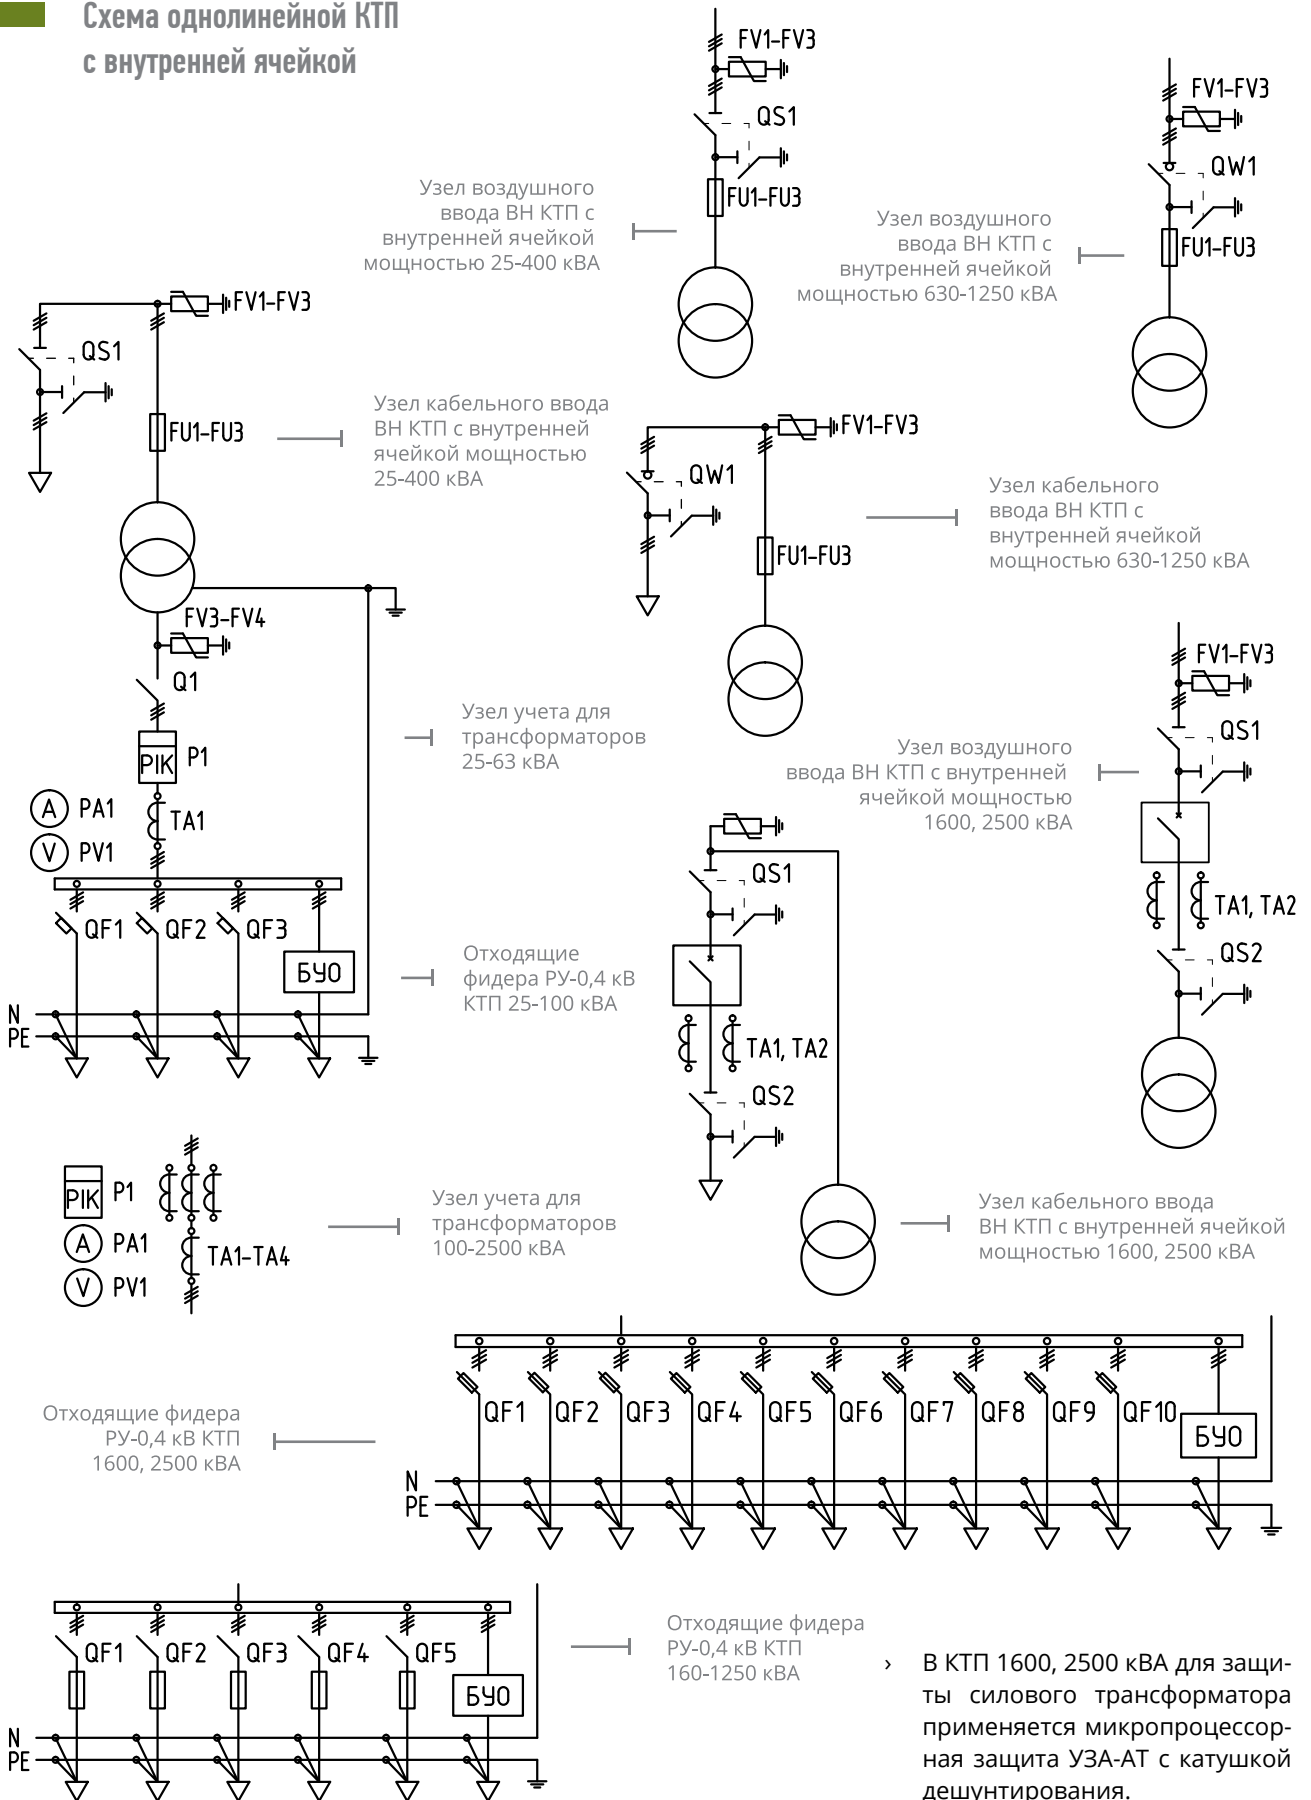 Схема однолинейной КТП
с внутренней ячейкой
FV1-FV3
QS1
FU1-FU3
Узел воздушного
ввода ВН КТП с
внутренней ячейкой
мощностью 25-400 кВА
FV1-FV3
QW1
FU1-FU3
Узел воздушного
ввода ВН КТП с
внутренней ячейкой
мощностью 630-1250 кВА
FV1-FV3
QS1
FU1-FU3
Узел кабельного ввода
ВН КТП с внутренней
ячейкой мощностью
25-400 кВА
FV1-FV3
QW1
FU1-FU3
Узел кабельного
ввода ВН КТП с
внутренней ячейкой
мощностью 630-1250 кВА
FV3-FV4
Q1
PIK P1
A PA1
TA1
V PV1
Узел учета для
трансформаторов
25-63 кВА
QF1 QF2 QF3
БУО
N
PE
Отходящие
фидера РУ-0,4 кВ
КТП 25-100 кВА
FV1-FV3
QS1
TA1, TA2
QS2
Узел воздушного
ввода ВН КТП с внутренней
ячейкой мощностью
1600, 2500 кВА
QS1
TA1, TA2
QS2
Узел кабельного ввода
ВН КТП с внутренней ячейкой
мощностью 1600, 2500 кВА
PIK P1
A PA1
V PV1
TA1-TA4
Узел учета для
трансформаторов
100-2500 кВА
QF1 QF2 QF3 QF4 QF5 QF6 QF7 QF8 QF9 QF10
БУО
N
PE
Отходящие фидера
РУ-0,4 кВ КТП
1600, 2500 кВА
QF1 QF2 QF3 QF4 QF5
БУО
N
PE
Отходящие фидера
РУ-0,4 кВ КТП
160-1250 кВА
› В КТП 1600, 2500 кВА для защи-
ты силового трансформатора
применяется микропроцессор-
ная защита УЗА-АТ с катушкой
дешунтирования.